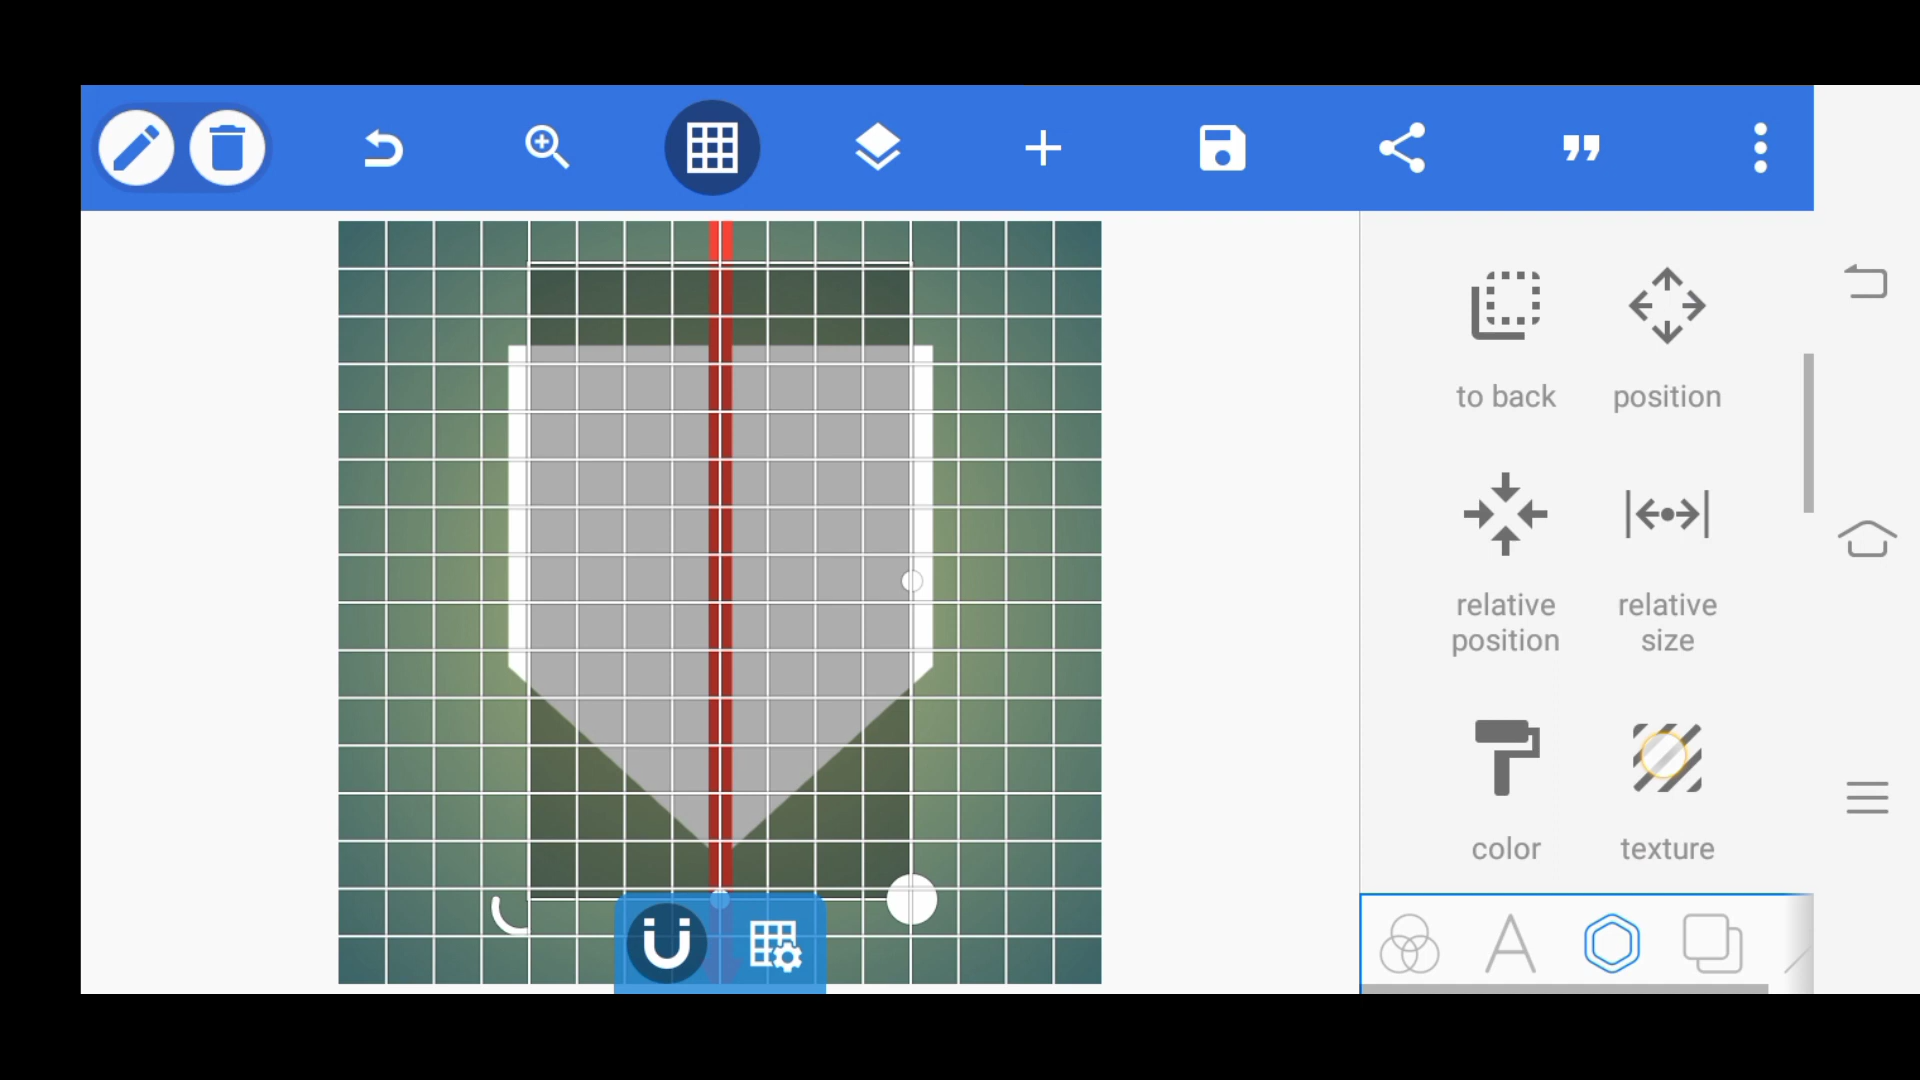 to back
position
relative
position
relative
size
color
texture